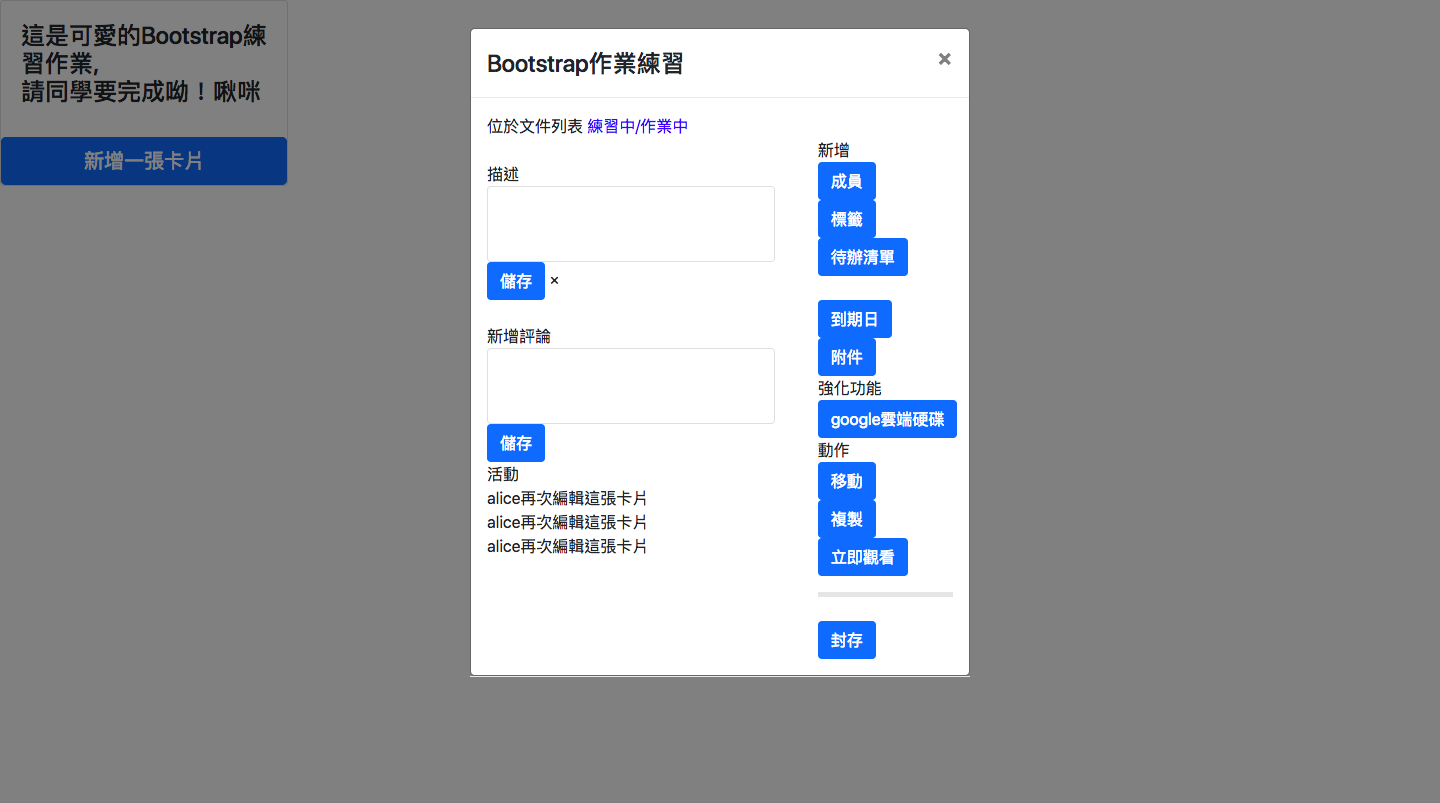 這是可愛的Bootstrap練
習作業,
請同學要完成呦！啾咪
新增一張卡片
Bootstrap作業練習
×
位於文件列表 練習中/作業中
描述
儲存 ×
新增評論
儲存
活動
alice再次編輯這張卡片
alice再次編輯這張卡片
alice再次編輯這張卡片
新增
成員
標籤
待辦清單
到期日
附件
強化功能
google雲端硬碟
動作
移動
複製
立即觀看
封存